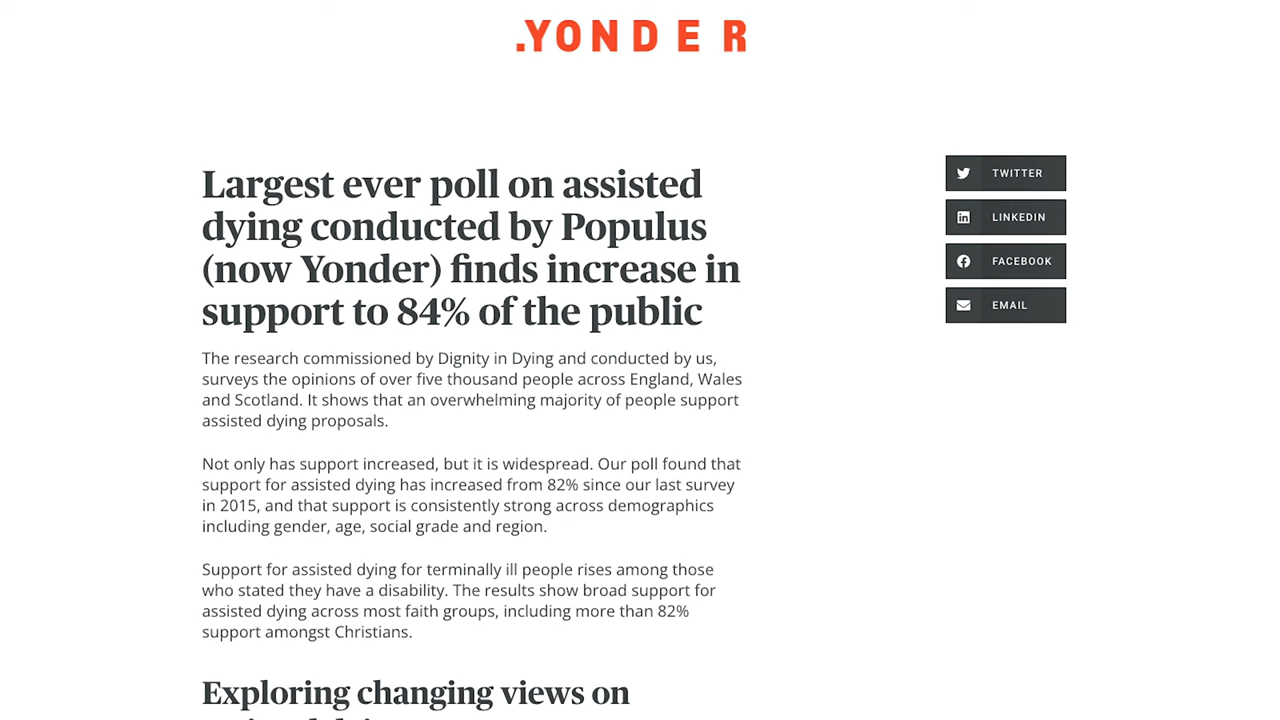 .YONDER
Largest ever poll on assisted
dying conducted by Populus
(now Yonder) finds increase in
support to 84% of the public
TWITTER
LINKEDIN
FACEBOOK
EMAIL
The research commissioned by Dignity in Dying and conducted by us,
surveys the opinions of over five thousand people across England, Wales
and Scotland. It shows that an overwhelming majority of people support
assisted dying proposals.
Not only has support increased, but it is widespread. Our poll found that
support for assisted dying has increased from 82% since our last survey
in 2015, and that support is consistently strong across demographics
including gender, age, social grade and region.
Support for assisted dying for terminally ill people rises among those
who stated they have a disability. The results show broad support for
assisted dying across most faith groups, including more than 82%
support amongst Christians.
Exploring changing views on